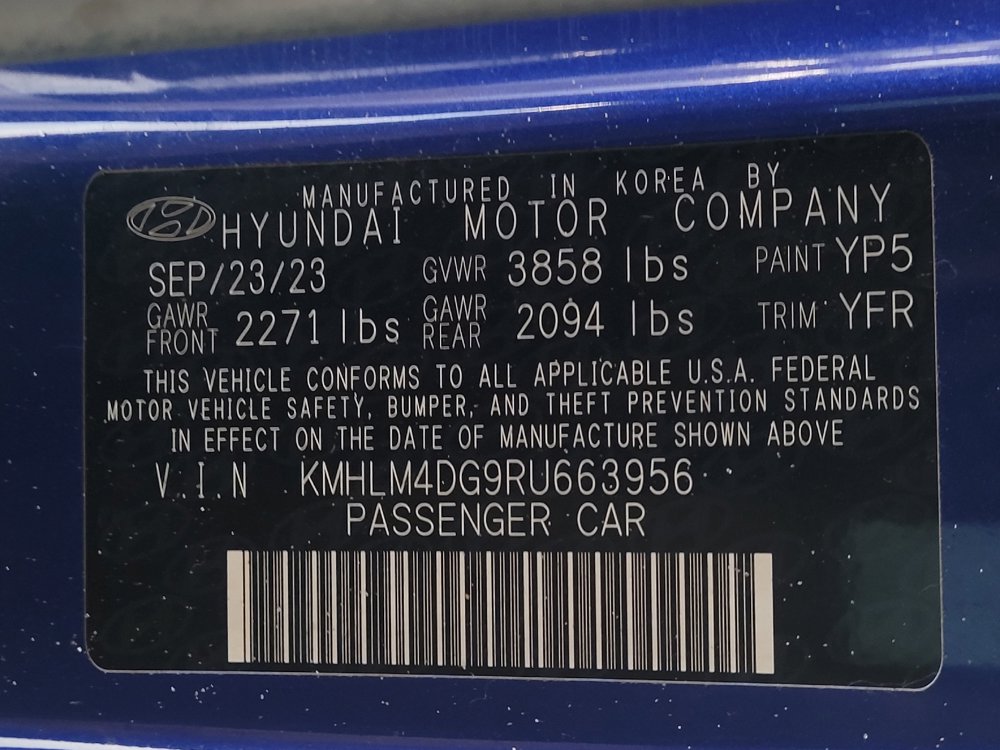 MANUFACTURED IN KOREA BY
HYUNDAI MOTOR COMPANY
SEP/23/23 GVWR 3858 lbs PAINT YP5
GAWR FRONT 2271 lbs GAWR REAR 2094 lbs TRIM YFR
THIS VEHICLE CONFORMS TO ALL APPLICABLE U.S.A. FEDERAL
MOTOR VEHICLE SAFETY, BUMPER, AND THEFT PREVENTION STANDARDS
IN EFFECT ON THE DATE OF MANUFACTURE SHOWN ABOVE
V.I.N KMHLM4DG9RU663956
PASSENGER CAR